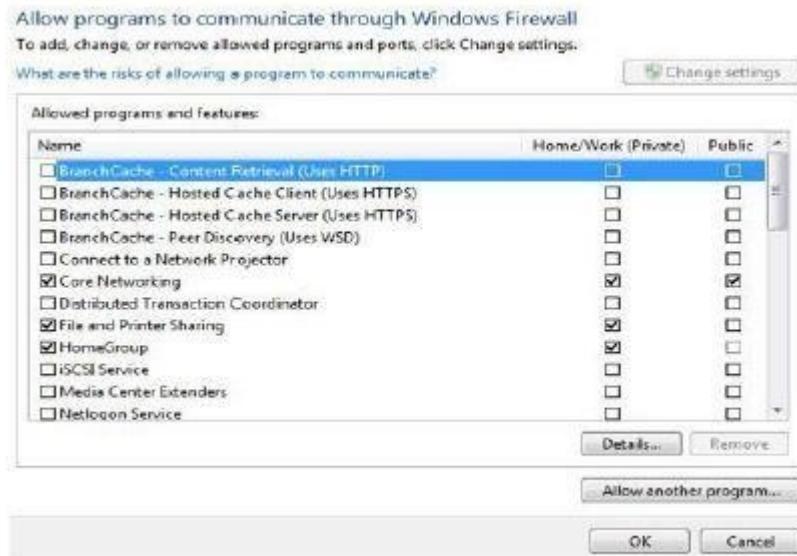 Allow programs to communicate through Windows Firewall
To add, change, or remove allowed programs and ports, click Change settings.
What are the risks of allowing a program to communicate?
Change settings
Allowed programs and features:
Name Home/Work (Private) Public
BranchCache - Content Retrieval (Uses HTTP)
BranchCache - Hosted Cache Client (Uses HTTPS)
BranchCache - Hosted Cache Server (Uses HTTPS)
BranchCache - Peer Discovery (Uses WSD)
Connect to a Network Projector
Core Networking
Distributed Transaction Coordinator
File and Printer Sharing
HomeGroup
iSCSI Service
Media Center Extenders
Netlogon Service
Details... Remove
Allow another program...
OK Cancel